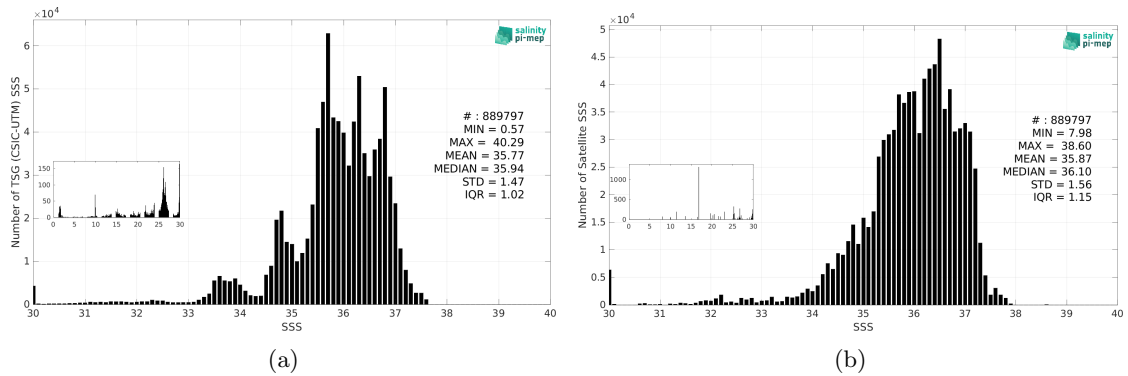 ×10⁴
6
5
4
3
2
1
0
Number of TSG (CSIC-UTM) SSS
salinity
pi-mep
# : 889797
MIN = 0.57
MAX = 40.29
MEAN = 35.77
MEDIAN = 35.94
STD = 1.47
IQR = 1.02
150
100
50
0
0 5 10 15 20 25 30
30 31 32 33 34 35 36 37 38 39 40
SSS
(a)
×10⁴
5
4.5
4
3.5
3
2.5
2
1.5
1
0.5
0
Number of Satellite SSS
salinity
pi-mep
# : 889797
MIN = 7.98
MAX = 38.60
MEAN = 35.87
MEDIAN = 36.10
STD = 1.56
IQR = 1.15
1000
500
0
0 5 10 15 20 25 30
30 31 32 33 34 35 36 37 38 39 40
SSS
(b)